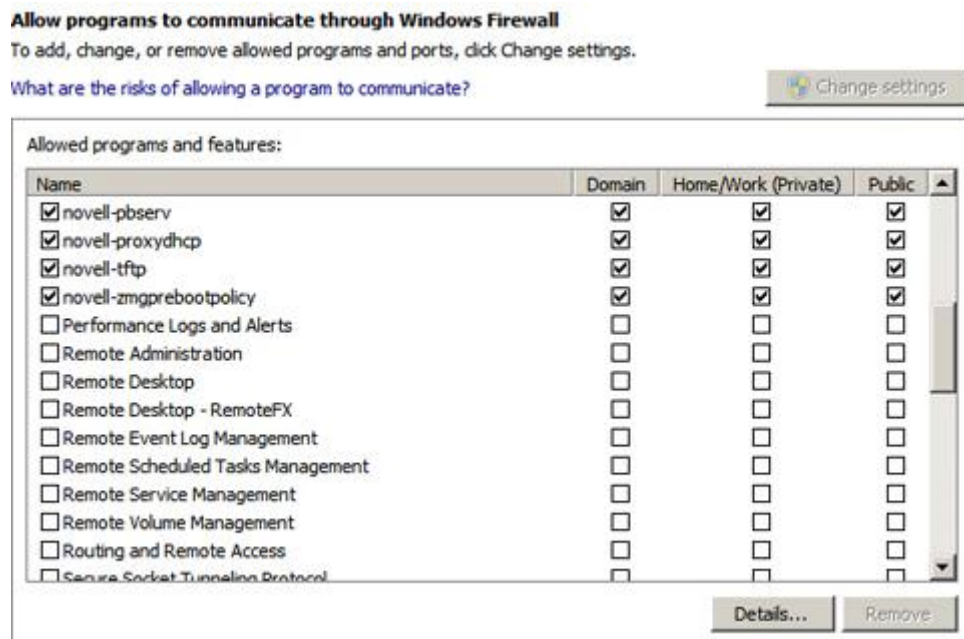 Allow programs to communicate through Windows Firewall
To add, change, or remove allowed programs and ports, click Change settings.
What are the risks of allowing a program to communicate?
Change settings
Allowed programs and features:
Name Domain Home/Work (Private) Public
novell-pbserv
novell-proxydhcp
novell-tftp
novell-zmgprebootpolicy
Performance Logs and Alerts
Remote Administration
Remote Desktop
Remote Desktop - RemoteFX
Remote Event Log Management
Remote Scheduled Tasks Management
Remote Service Management
Remote Volume Management
Routing and Remote Access
Secure Socket Tunneling Protocol
Details... Remove